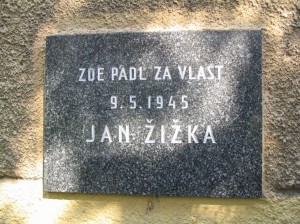 ZDE PADL ZA VLAST
9.5.1945
JAN ŽIŽKA